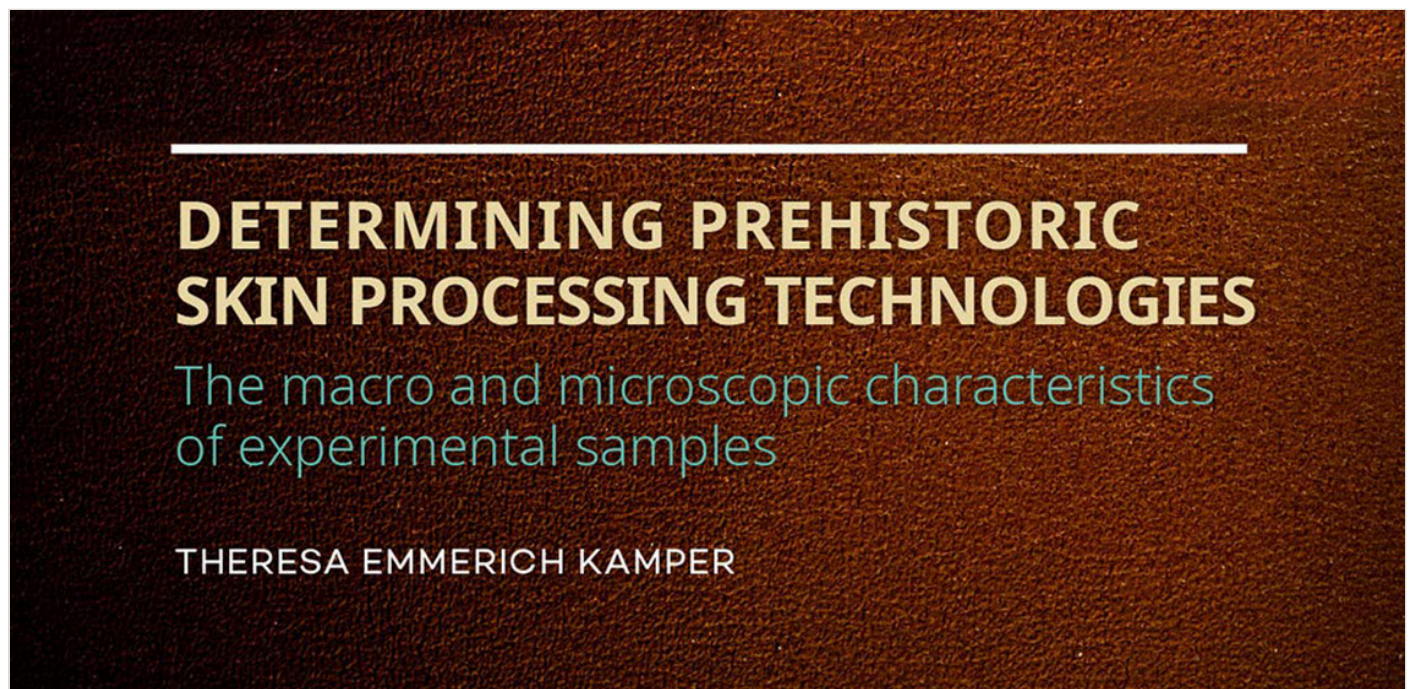 DETERMINING PREHISTORIC
SKIN PROCESSING TECHNOLOGIES
The macro and microscopic characteristics
of experimental samples
THERESA EMMERICH KAMPER